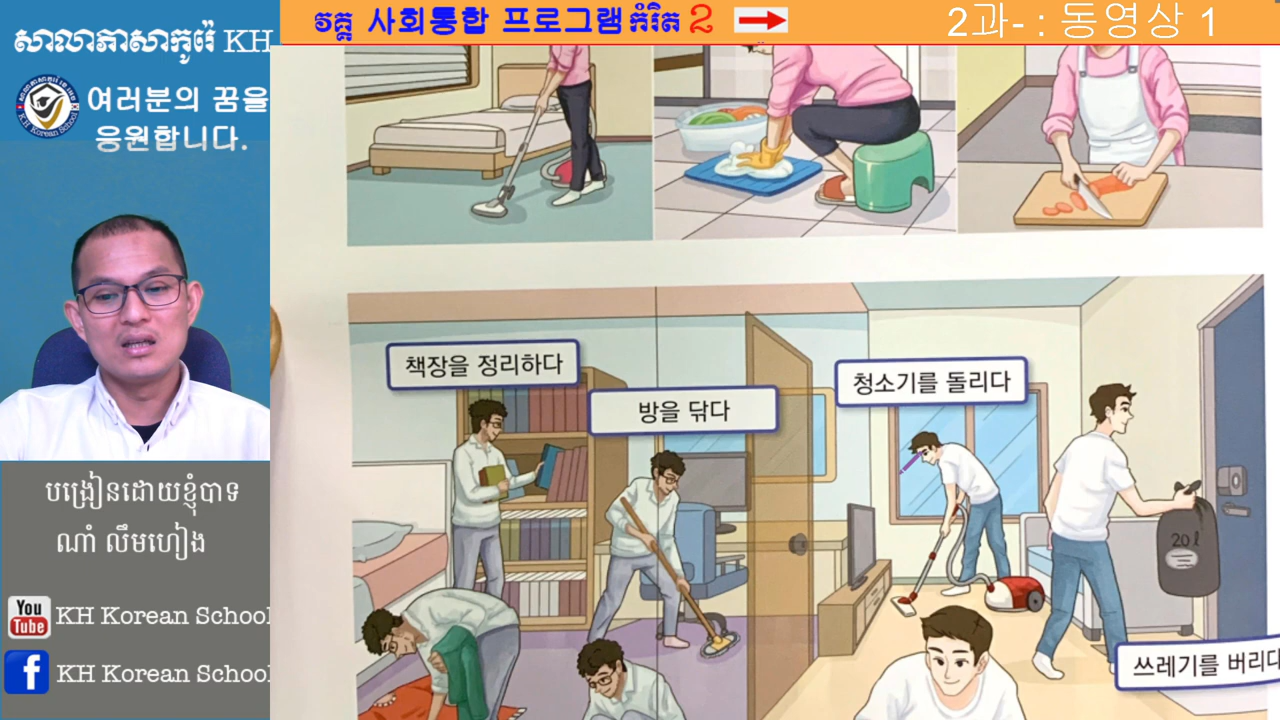 សាលាភាសាកូរ៉េ KH
여러분의 꿈을
응원합니다.
វគ្គ 사회통합 프로그램 កំរិត 2
2과- : 동영상 1
책장을 정리하다
방을 닦다
청소기를 돌리다
20ℓ
쓰레기를 버리다
បង្រៀនដោយខ្ញុំបាទ
ណាំ លឹមហៀង
You
Tube
KH Korean School
f
KH Korean School